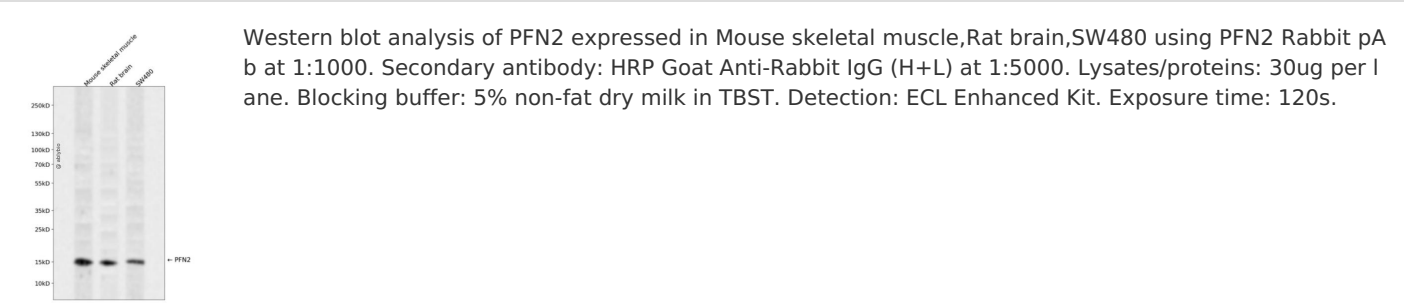 Mouse skeletal muscle
Rat brain
SW480
Western blot analysis of PFN2 expressed in Mouse skeletal muscle,Rat brain,SW480 using PFN2 Rabbit pA
b at 1:1000. Secondary antibody: HRP Goat Anti-Rabbit IgG (H+L) at 1:5000. Lysates/proteins: 30ug per l
ane. Blocking buffer: 5% non-fat dry milk in TBST. Detection: ECL Enhanced Kit. Exposure time: 120s.
250kD
130kD
100kD
70kD
55kD
35kD
25kD
15kD
10kD
← PFN2